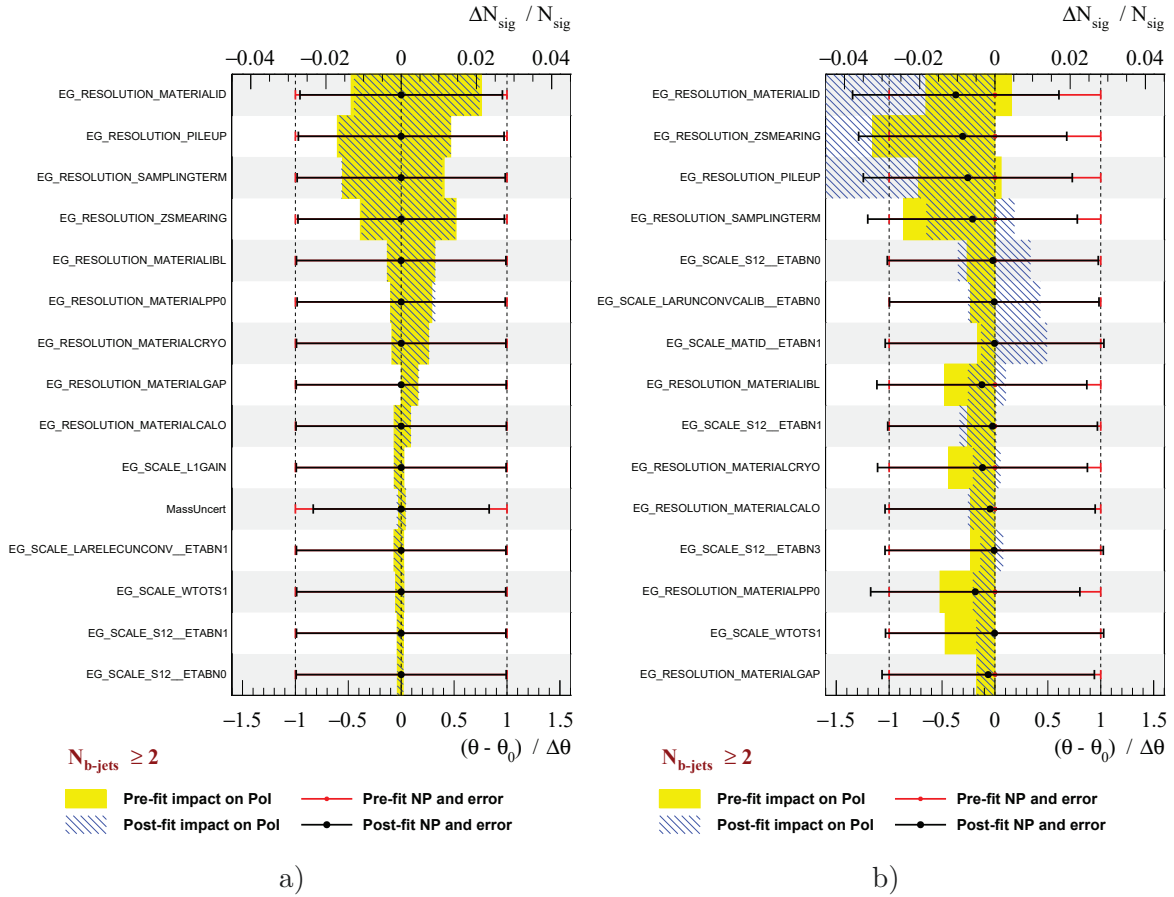 ΔN_sig / N_sig
−0.04 −0.02 0 0.02 0.04
EG_RESOLUTION_MATERIALID
EG_RESOLUTION_PILEUP
EG_RESOLUTION_SAMPLINGTERM
EG_RESOLUTION_ZSMEARING
EG_RESOLUTION_MATERIALIBL
EG_RESOLUTION_MATERIALPP0
EG_RESOLUTION_MATERIALCRYO
EG_RESOLUTION_MATERIALGAP
EG_RESOLUTION_MATERIALCALO
EG_SCALE_L1GAIN
MassUncert
EG_SCALE_LARELECUNCONV__ETABN1
EG_SCALE_WTOTS1
EG_SCALE_S12__ETABN1
EG_SCALE_S12__ETABN0
−1.5 −1 −0.5 0 0.5 1 1.5
(θ - θ_0) / Δθ
N_b-jets ≥ 2
Pre-fit impact on PoI
Pre-fit NP and error
Post-fit impact on PoI
Post-fit NP and error
a)
ΔN_sig / N_sig
−0.04 −0.02 0 0.02 0.04
EG_RESOLUTION_MATERIALID
EG_RESOLUTION_ZSMEARING
EG_RESOLUTION_PILEUP
EG_RESOLUTION_SAMPLINGTERM
EG_SCALE_S12__ETABN0
EG_SCALE_LARUNCONVCALIB__ETABN0
EG_SCALE_MATID__ETABN1
EG_RESOLUTION_MATERIALIBL
EG_SCALE_S12__ETABN1
EG_RESOLUTION_MATERIALCRYO
EG_RESOLUTION_MATERIALCALO
EG_SCALE_S12__ETABN3
EG_RESOLUTION_MATERIALPP0
EG_SCALE_WTOTS1
EG_RESOLUTION_MATERIALGAP
−1.5 −1 −0.5 0 0.5 1 1.5
(θ - θ_0) / Δθ
N_b-jets ≥ 2
Pre-fit impact on PoI
Pre-fit NP and error
Post-fit impact on PoI
Post-fit NP and error
b)